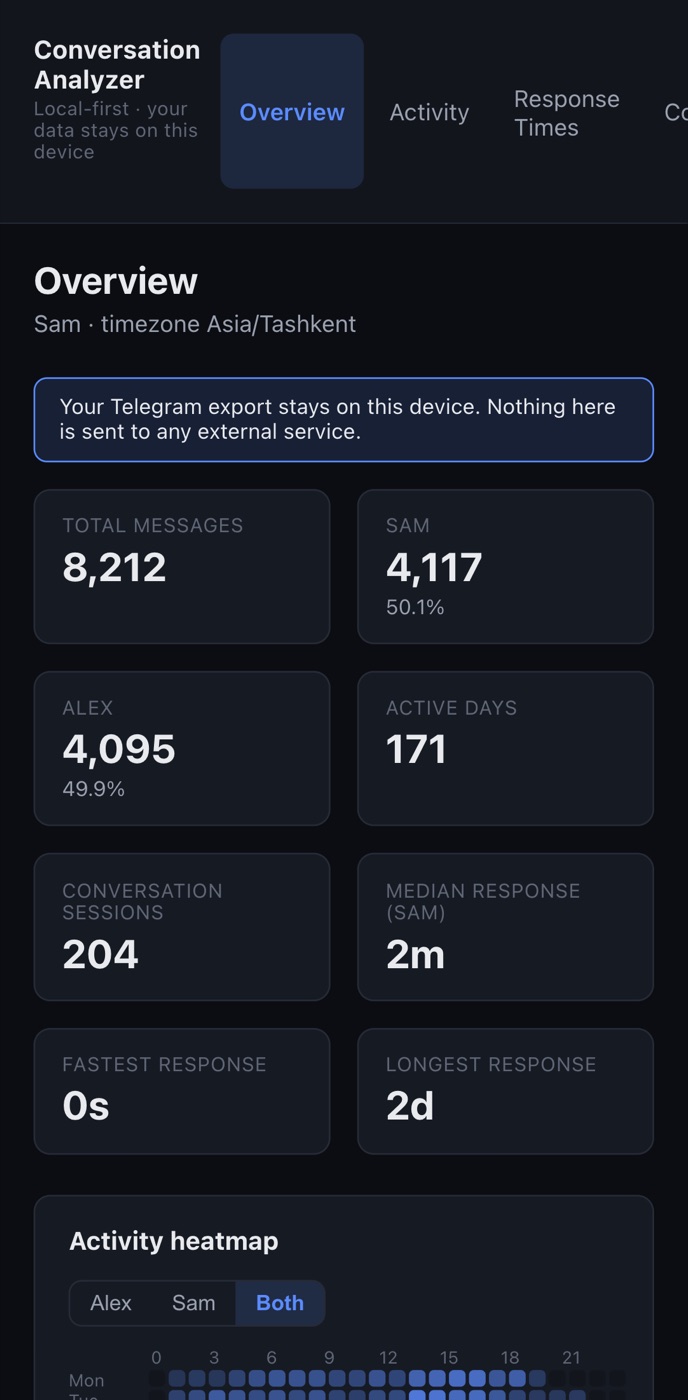 Conversation
Analyzer
Local-first · your
data stays on this
device
Overview
Activity
Response
Times
Overview
Sam · timezone Asia/Tashkent
Your Telegram export stays on this device. Nothing here
is sent to any external service.
TOTAL MESSAGES
8,212
SAM
4,117
50.1%
ALEX
4,095
49.9%
ACTIVE DAYS
171
CONVERSATION
SESSIONS
204
MEDIAN RESPONSE
(SAM)
2m
FASTEST RESPONSE
0s
LONGEST RESPONSE
2d
Activity heatmap
Alex Sam Both
0 3 6 9 12 15 18 21
Mon
Tue